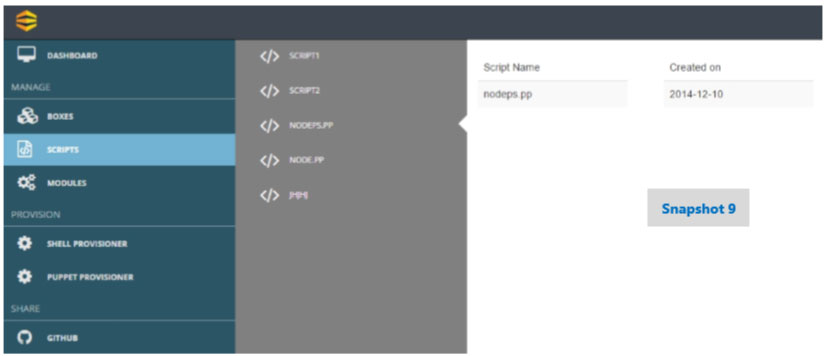 DASHBOARD
MANAGE
BOXES
SCRIPTS
MODULES
PROVISION
SHELL PROVISIONER
PUPPET PROVISIONER
SHARE
GITHUB
SCRIPT1
SCRIPT2
NODEPS.PP
NODE.PP
Script Name
Created on
nodeps.pp
2014-12-10
Snapshot 9